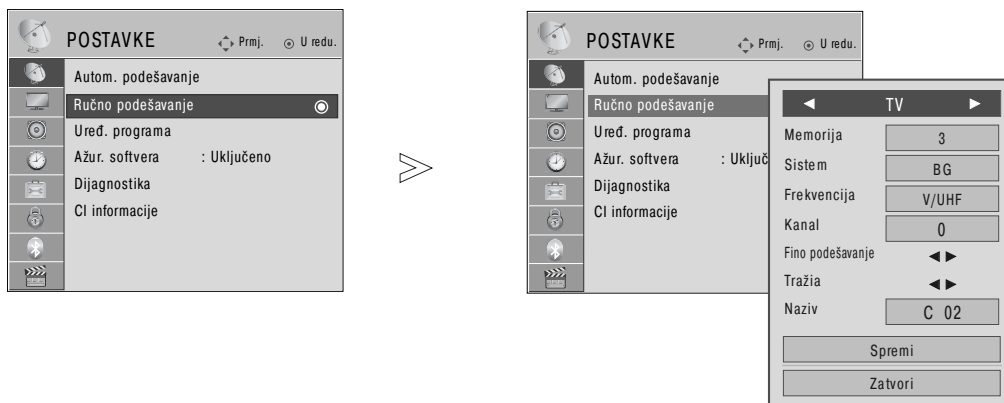 POSTAVKE Prmj. U redu.
Autom. podešavanje
Ručno podešavanje
Uređ. programa
Ažur. softvera : Uključeno
Dijagnostika
CI informacije
POSTAVKE Prmj. U redu.
Autom. podešavanje
Ručno podešavanje
Uređ. programa
Ažur. softvera : Uključ
Dijagnostika
CI informacije
◄ TV ►
Memorija 3
Sistem BG
Frekvencija V/UHF
Kanal 0
Fino podešavanje ◄ ►
Tražia ◄ ►
Naziv C 02
Spremi
Zatvori